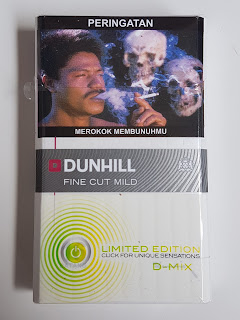 PERINGATAN
MEROKOK MEMBUNUHMU
DUNHILL
FINE CUT MILD
LIMITED EDITION
CLICK FOR UNIQUE SENSATIONS
D-MIX